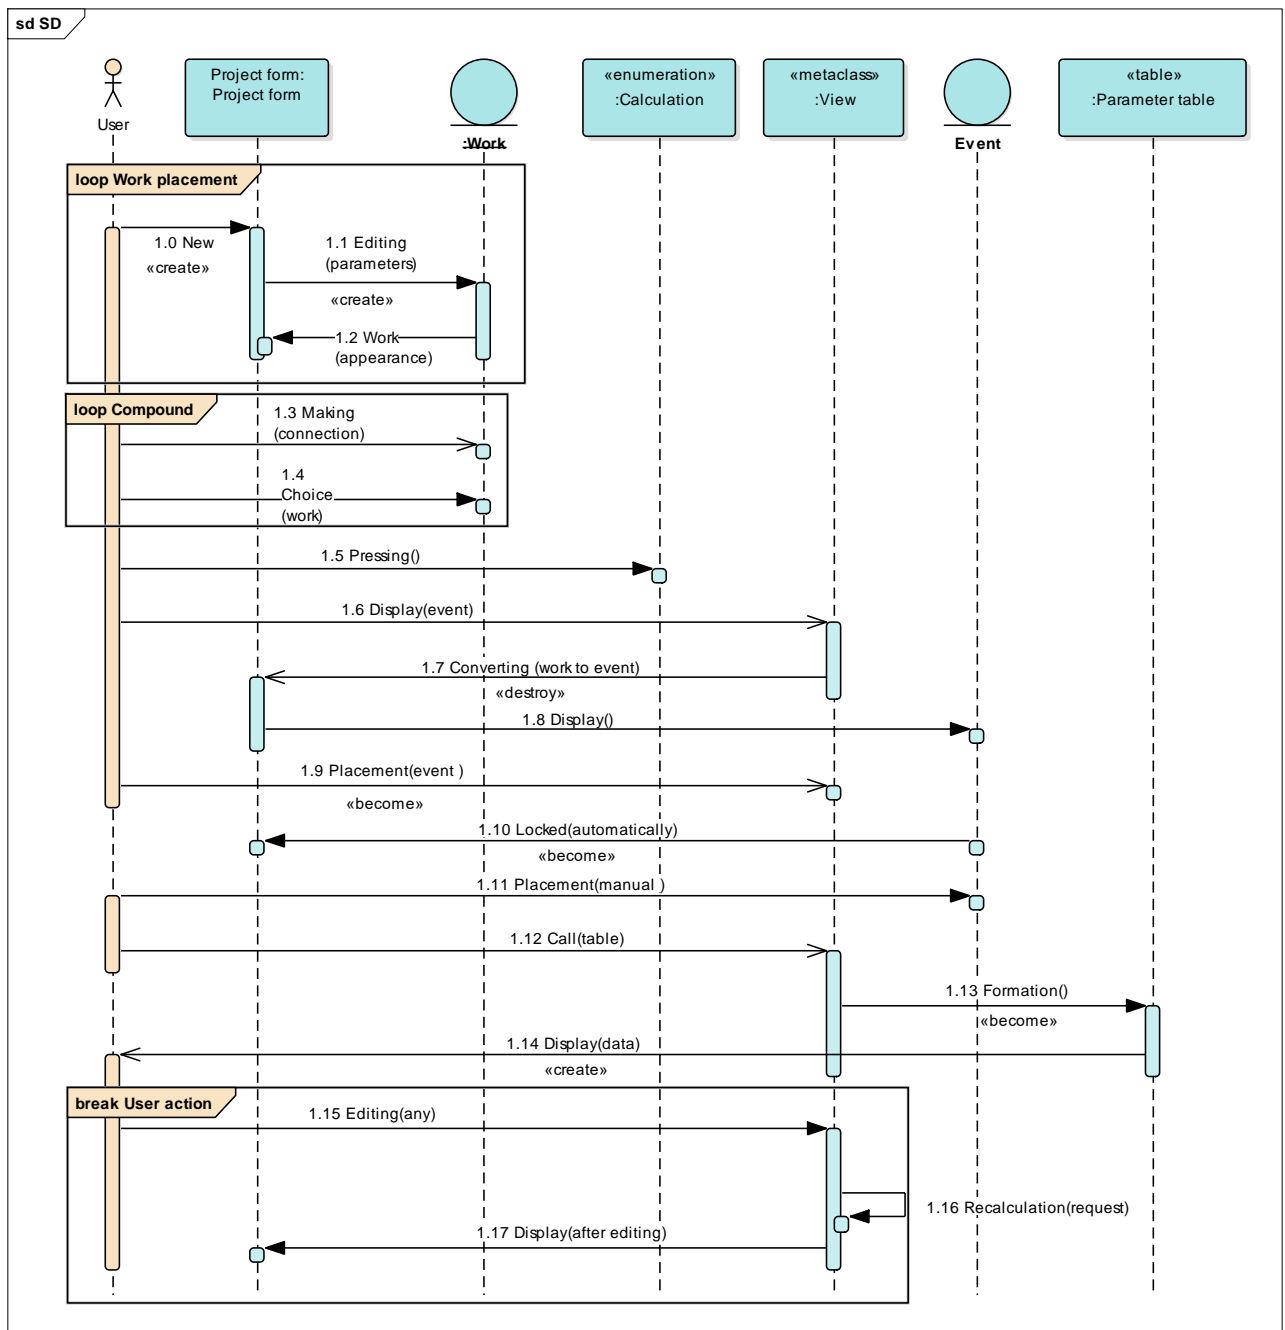 sd SD
User
Project form:
Project form
:Work
«enumeration»
:Calculation
«metaclass»
:View
Event
«table»
:Parameter table
loop Work placement
1.0 New
«create»
1.1 Editing
(parameters)
«create»
1.2 Work
(appearance)
loop Compound
1.3 Making
(connection)
1.4
Choice
(work)
1.5 Pressing()
1.6 Display(event)
1.7 Converting (work to event)
«destroy»
1.8 Display()
1.9 Placement(event )
«become»
1.10 Locked(automatically)
«become»
1.11 Placement(manual )
1.12 Call(table)
1.13 Formation()
«become»
1.14 Display(data)
«create»
break User action
1.15 Editing(any)
1.16 Recalculation(request)
1.17 Display(after editing)